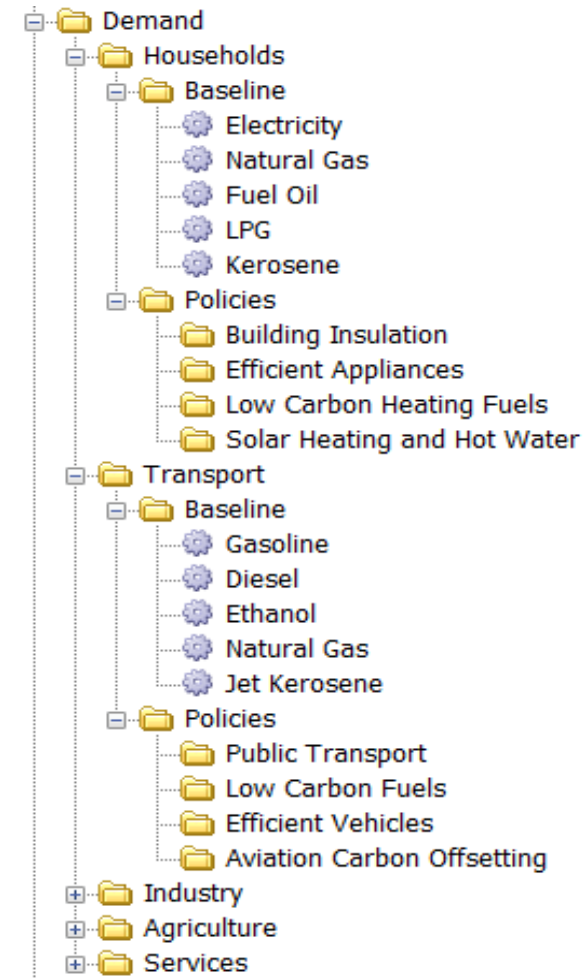 Demand
Households
Baseline
Electricity
Natural Gas
Fuel Oil
LPG
Kerosene
Policies
Building Insulation
Efficient Appliances
Low Carbon Heating Fuels
Solar Heating and Hot Water
Transport
Baseline
Gasoline
Diesel
Ethanol
Natural Gas
Jet Kerosene
Policies
Public Transport
Low Carbon Fuels
Efficient Vehicles
Aviation Carbon Offsetting
Industry
Agriculture
Services